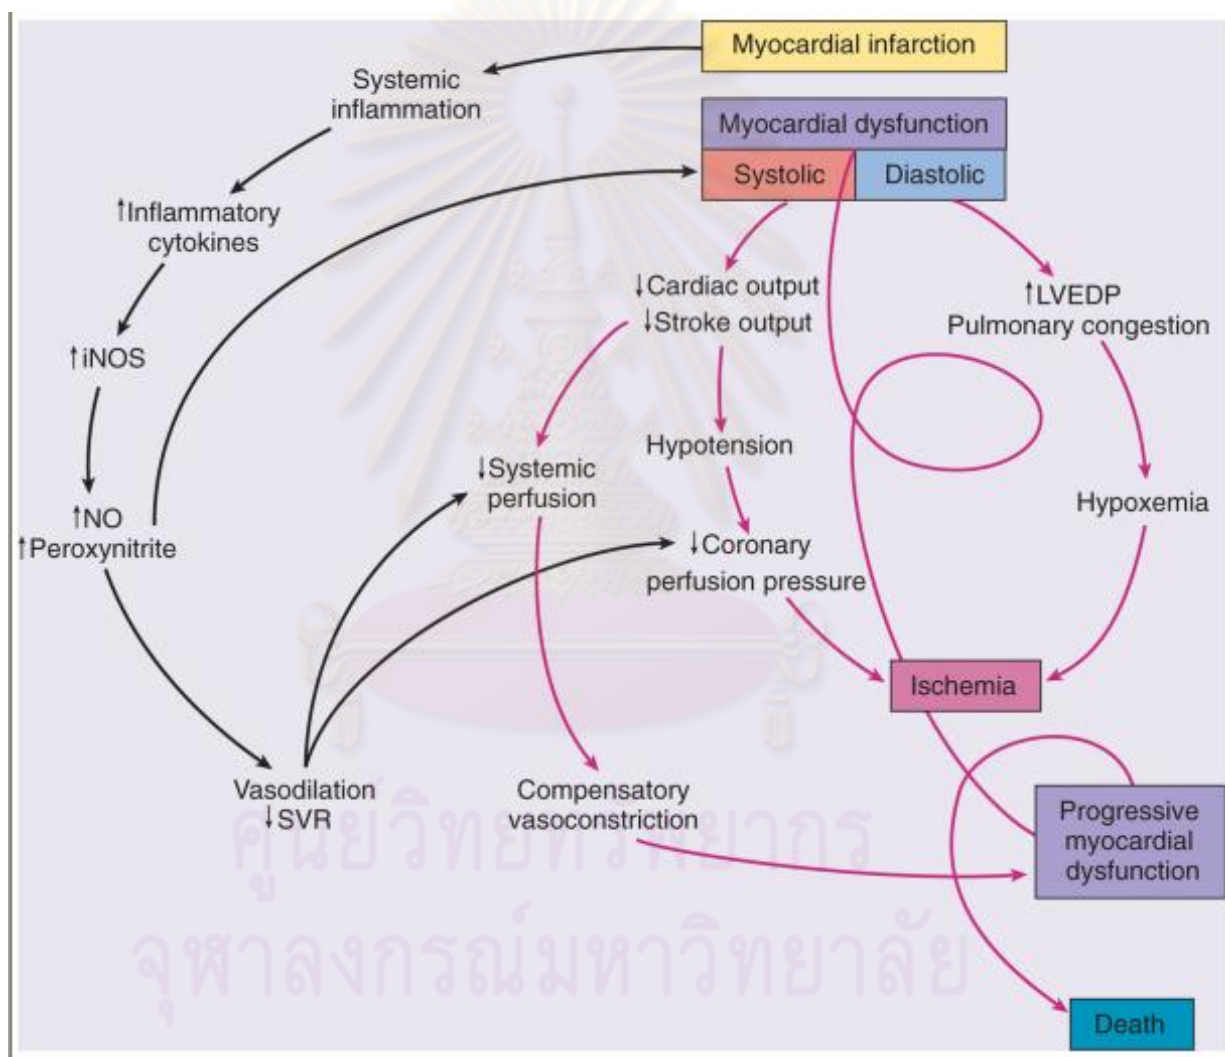 Myocardial infarction
Systemic
inflammation
Myocardial dysfunction
Systolic
Diastolic
↑Inflammatory
cytokines
↓Cardiac output
↓Stroke output
↑LVEDP
Pulmonary congestion
↑iNOS
Hypotension
↓Systemic
perfusion
Hypoxemia
↑NO
↑Peroxynitrite
↓Coronary
perfusion pressure
Ischemia
Vasodilation
↓SVR
Compensatory
vasoconstriction
Progressive
myocardial
dysfunction
Death
ศูนย์วิทยทรัพยากร
จุฬาลงกรณ์มหาวิทยาลัย